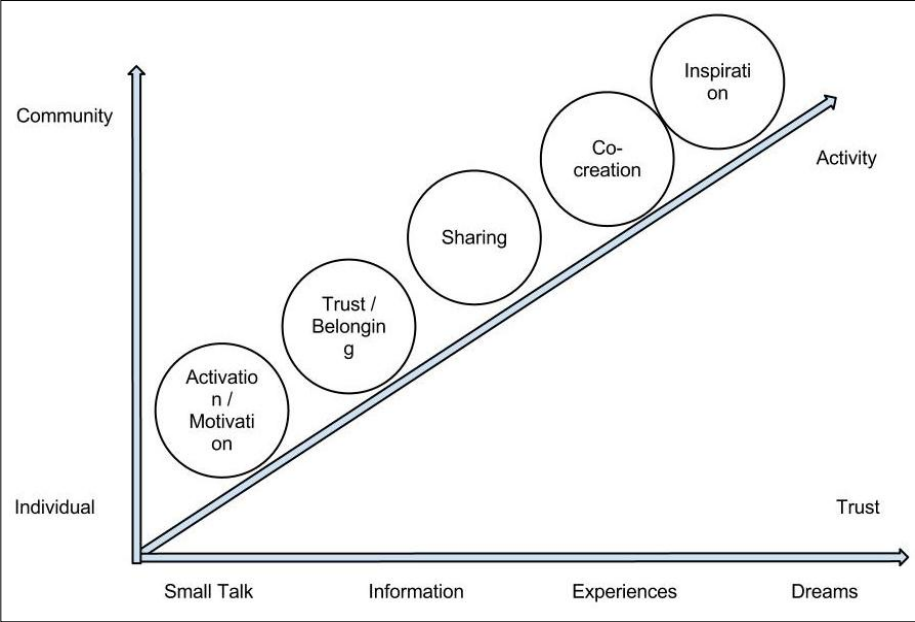 Inspirati
on
Community
Co-
creation
Activity
Sharing
Trust /
Belongin
g
Activatio
n /
Motivati
on
Individual
Trust
Small Talk
Information
Experiences
Dreams